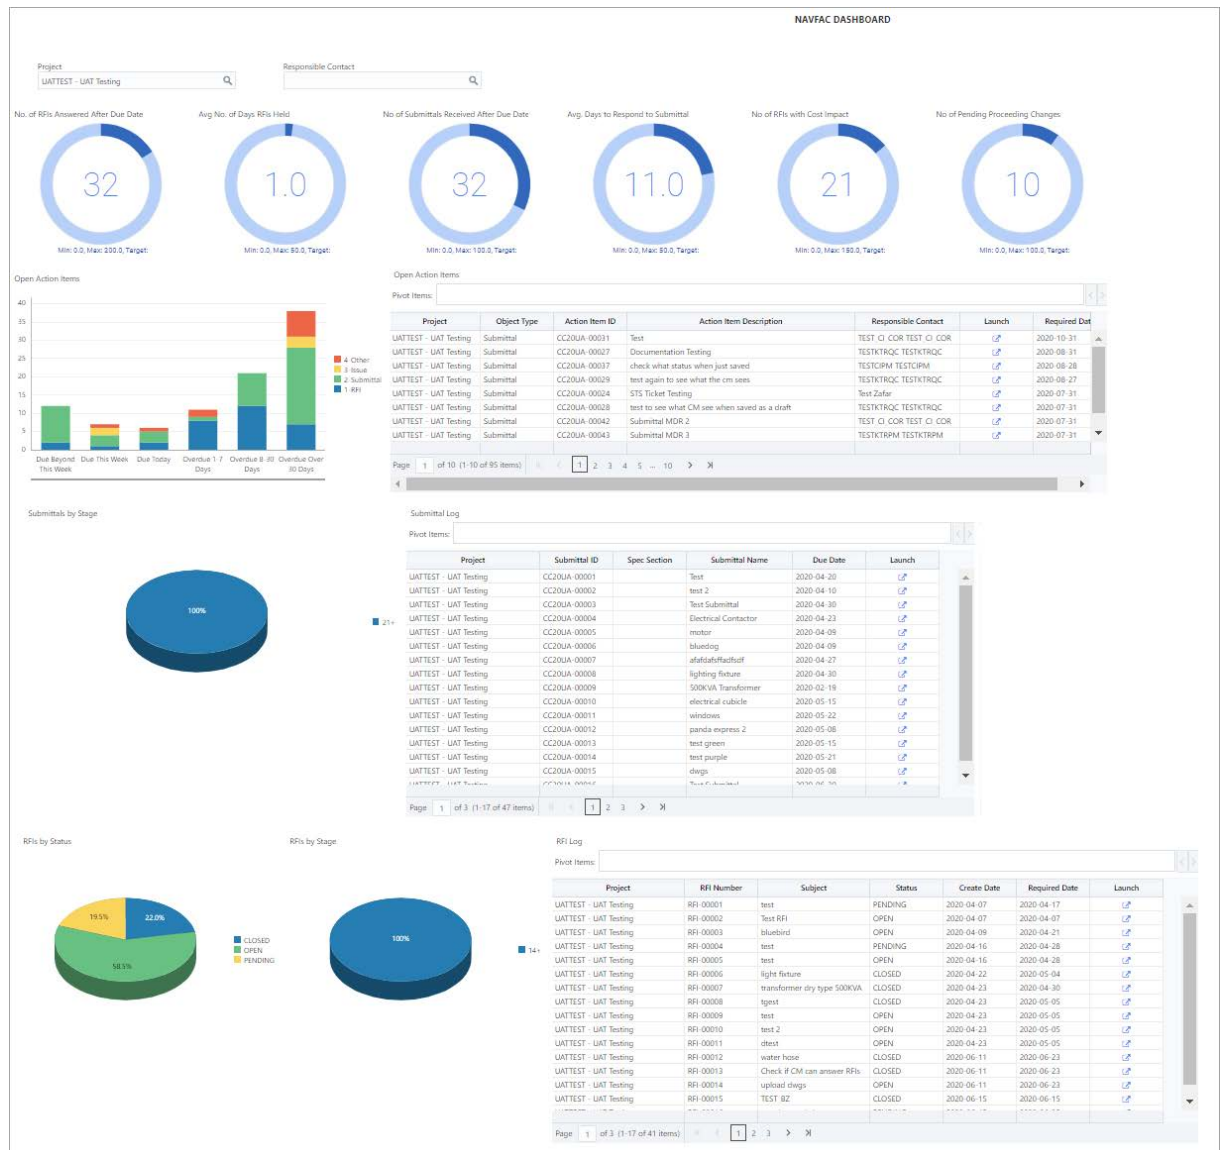 NAVFAC DASHBOARD
Project
Responsible Contact
UATTEST - UAT Testing
No. of RFIs Answered After Due Date
Avg No. of Days RFIs Held
No of Submittals Received After Due Date
Avg. Days to Respond to Submittal
No of RFIs with Cost Impact
No of Pending Proceeding Changes
32
1.0
32
11.0
21
10
Min: 0.0, Max: 200.0, Target:
Min: 0.0, Max: 50.0, Target:
Min: 0.0, Max: 100.0, Target:
Min: 0.0, Max: 50.0, Target:
Min: 0.0, Max: 150.0, Target:
Min: 0.0, Max: 100.0, Target:
Open Action Items
40
35
30
25
20
15
10
5
0
4 Other
3 Issue
2 Submittal
1 RFI
Due Beyond This Week
Due This Week
Due Today
Overdue 1-7 Days
Overdue 8-30 Days
Overdue Over 30 Days
Open Action Items
Pivot Items:
Project Object Type Action Item ID Action Item Description Responsible Contact Launch Required Dat
UATTEST - UAT Testing Submittal CC20UA-00031 Test TEST_CI_COR TEST_CI_COR 2020-10-31
UATTEST - UAT Testing Submittal CC20UA-00027 Documentation Testing TESTKTRQC TESTKTRQC 2020-08-31
UATTEST - UAT Testing Submittal CC20UA-00037 check what status when just saved TESTCIPM TESTCIPM 2020-08-28
UATTEST - UAT Testing Submittal CC20UA-00029 test again to see what the cm sees TESTKTRQC TESTKTRQC 2020-08-27
UATTEST - UAT Testing Submittal CC20UA-00024 STS Ticket Testing Test Zafar 2020-07-31
UATTEST - UAT Testing Submittal CC20UA-00028 test to see what CM see when saved as a draft TESTKTRQC TESTKTRQC 2020-07-31
UATTEST - UAT Testing Submittal CC20UA-00042 Submittal MDR 2 TEST_CI_COR TEST_CI_COR 2020-07-31
UATTEST - UAT Testing Submittal CC20UA-00043 Submittal MDR 3 TESTKTRPM TESTKTRPM 2020-07-31
Page 1 of 10 (1-10 of 95 items) 1 2 3 4 5 ... 10
Submittals by Stage
100%
21+
Submittal Log
Pivot Items:
Project Submittal ID Spec Section Submittal Name Due Date Launch
UATTEST - UAT Testing CC20UA-00001 Test 2020-04-20
UATTEST - UAT Testing CC20UA-00002 test 2 2020-04-10
UATTEST - UAT Testing CC20UA-00003 Test Submittal 2020-04-30
UATTEST - UAT Testing CC20UA-00004 Electrical Contactor 2020-04-23
UATTEST - UAT Testing CC20UA-00005 motor 2020-04-09
UATTEST - UAT Testing CC20UA-00006 bluedog 2020-04-09
UATTEST - UAT Testing CC20UA-00007 afafdafsffadfsdf 2020-04-27
UATTEST - UAT Testing CC20UA-00008 lighting fixture 2020-04-30
UATTEST - UAT Testing CC20UA-00009 500KVA Transformer 2020-02-19
UATTEST - UAT Testing CC20UA-00010 electrical cubicle 2020-05-15
UATTEST - UAT Testing CC20UA-00011 windows 2020-05-22
UATTEST - UAT Testing CC20UA-00012 panda express 2 2020-05-08
UATTEST - UAT Testing CC20UA-00013 test green 2020-05-15
UATTEST - UAT Testing CC20UA-00014 test purple 2020-05-21
UATTEST - UAT Testing CC20UA-00015 dwgs 2020-05-08
Page 1 of 3 (1-17 of 47 items) 1 2 3
RFIs by Status
19.5%
22.0%
58.5%
CLOSED
OPEN
PENDING
RFIs by Stage
100%
14+
RFI Log
Pivot Items:
Project RFI Number Subject Status Create Date Required Date Launch
UATTEST - UAT Testing RFI-00001 test PENDING 2020-04-07 2020-04-17
UATTEST - UAT Testing RFI-00002 Test RFI OPEN 2020-04-07 2020-04-07
UATTEST - UAT Testing RFI-00003 bluebird OPEN 2020-04-09 2020-04-21
UATTEST - UAT Testing RFI-00004 test PENDING 2020-04-16 2020-04-28
UATTEST - UAT Testing RFI-00005 test OPEN 2020-04-16 2020-04-28
UATTEST - UAT Testing RFI-00006 light fixture CLOSED 2020-04-22 2020-05-04
UATTEST - UAT Testing RFI-00007 transformer dry type 500KVA CLOSED 2020-04-23 2020-04-30
UATTEST - UAT Testing RFI-00008 tgest CLOSED 2020-04-23 2020-05-05
UATTEST - UAT Testing RFI-00009 test OPEN 2020-04-23 2020-05-05
UATTEST - UAT Testing RFI-00010 test 2 OPEN 2020-04-23 2020-05-05
UATTEST - UAT Testing RFI-00011 dtest OPEN 2020-04-23 2020-05-05
UATTEST - UAT Testing RFI-00012 water hose CLOSED 2020-06-11 2020-06-23
UATTEST - UAT Testing RFI-00013 Check if CM can answer RFIs CLOSED 2020-06-11 2020-06-23
UATTEST - UAT Testing RFI-00014 upload dwgs OPEN 2020-06-11 2020-06-23
UATTEST - UAT Testing RFI-00015 TEST BZ CLOSED 2020-06-15 2020-06-15
Page 1 of 3 (1-17 of 41 items) 1 2 3